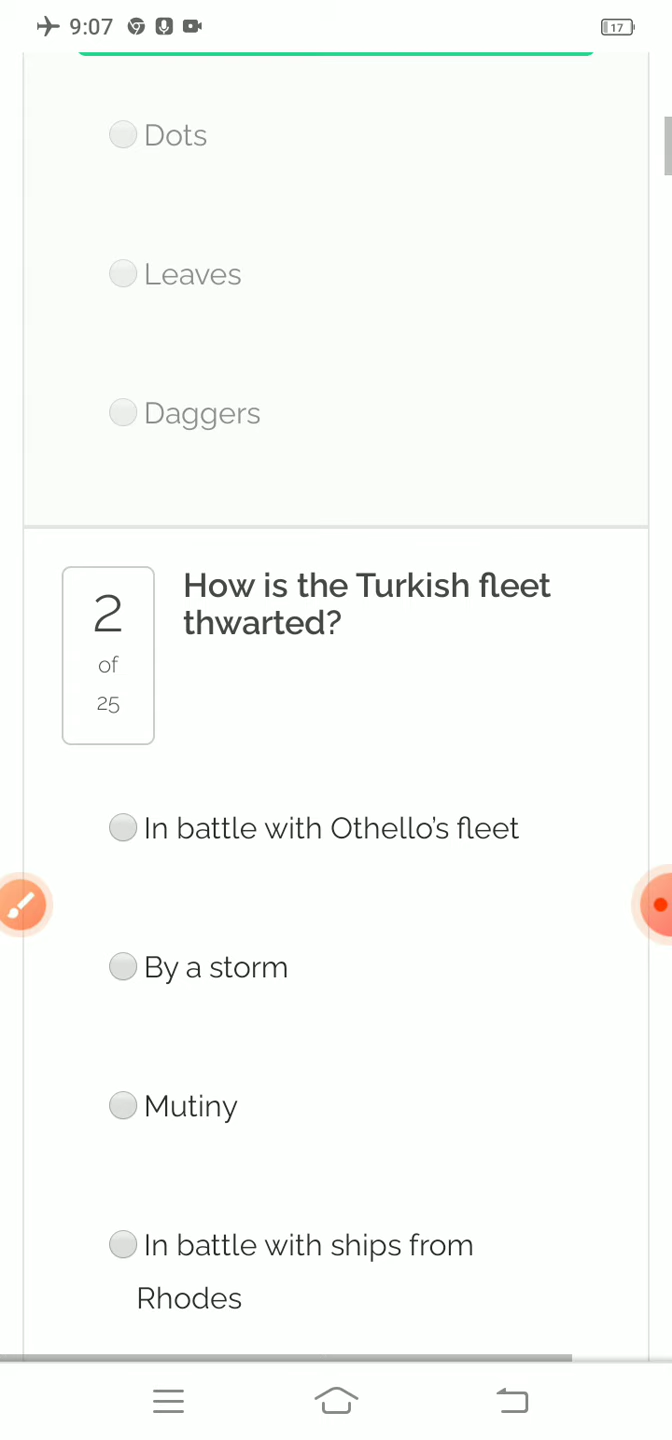 9:07
17
Dots
Leaves
Daggers
2
of
25
How is the Turkish fleet
thwarted?
In battle with Othello's fleet
By a storm
Mutiny
In battle with ships from
Rhodes